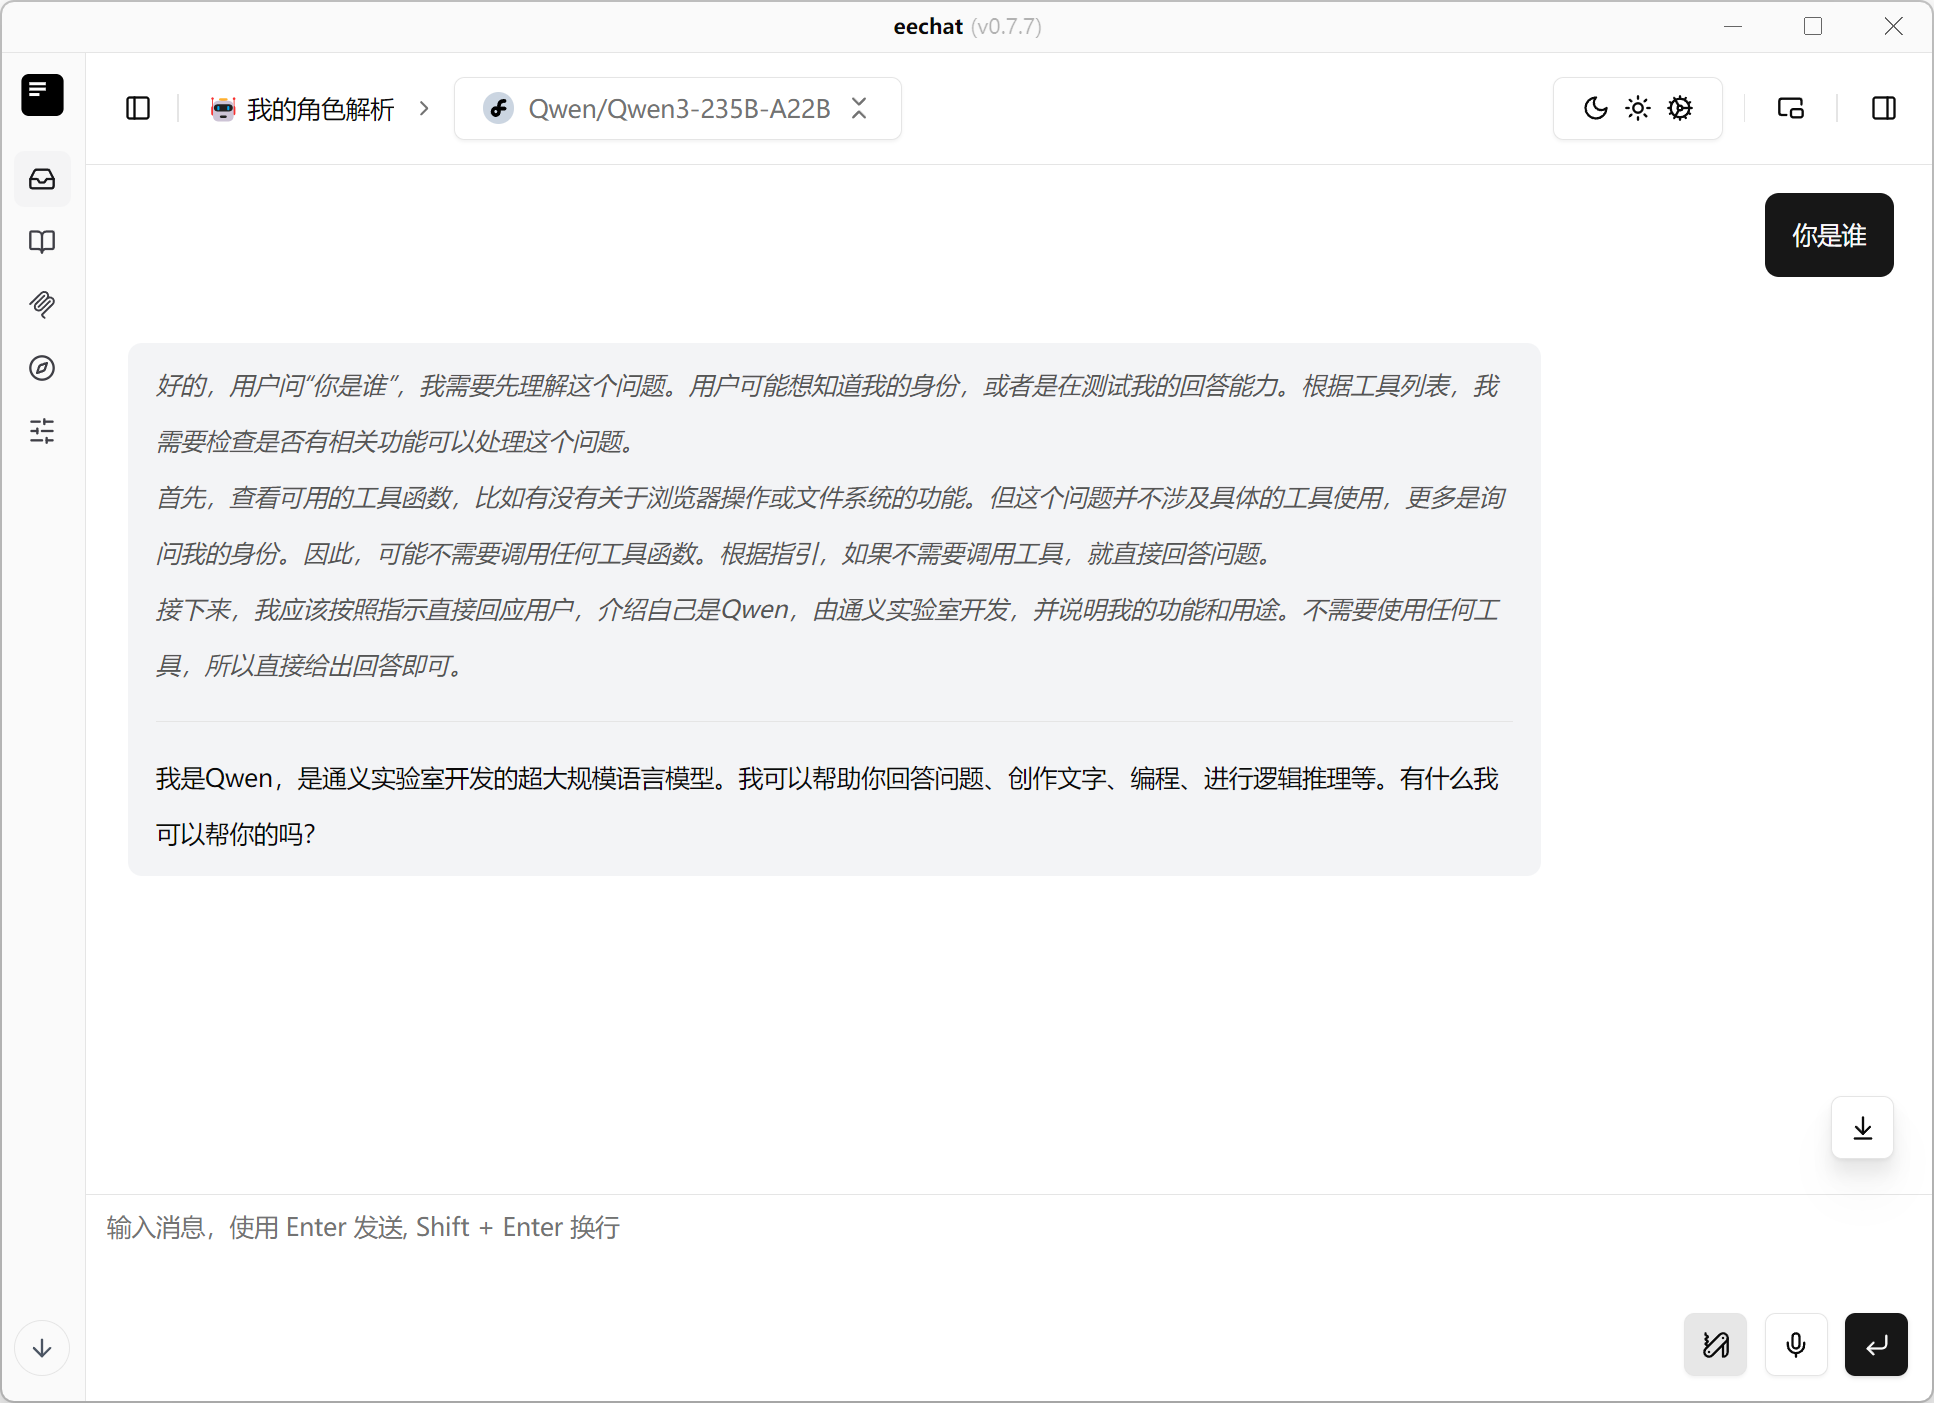 eechat (v0.7.7)
我的角色解析
Qwen/Qwen3-235B-A22B
你是谁
好的，用户问“你是谁”，我需要先理解这个问题。用户可能想知道我的身份，或者是在测试我的回答能力。根据工具列表，我
需要检查是否有相关功能可以处理这个问题。
首先，查看可用的工具函数，比如有没有关于浏览器操作或文件系统的功能。但这个问题并不涉及具体的工具使用，更多是询
问我的身份。因此，可能不需要调用任何工具函数。根据指引，如果不需要调用工具，就直接回答问题。
接下来，我应该按照指示直接回应用户，介绍自己是Qwen，由通义实验室开发，并说明我的功能和用途。不需要使用任何工
具，所以直接给出回答即可。
我是Qwen，是通义实验室开发的超大规模语言模型。我可以帮助你回答问题、创作文字、编程、进行逻辑推理等。有什么我
可以帮你的吗？
输入消息，使用 Enter 发送, Shift + Enter 换行